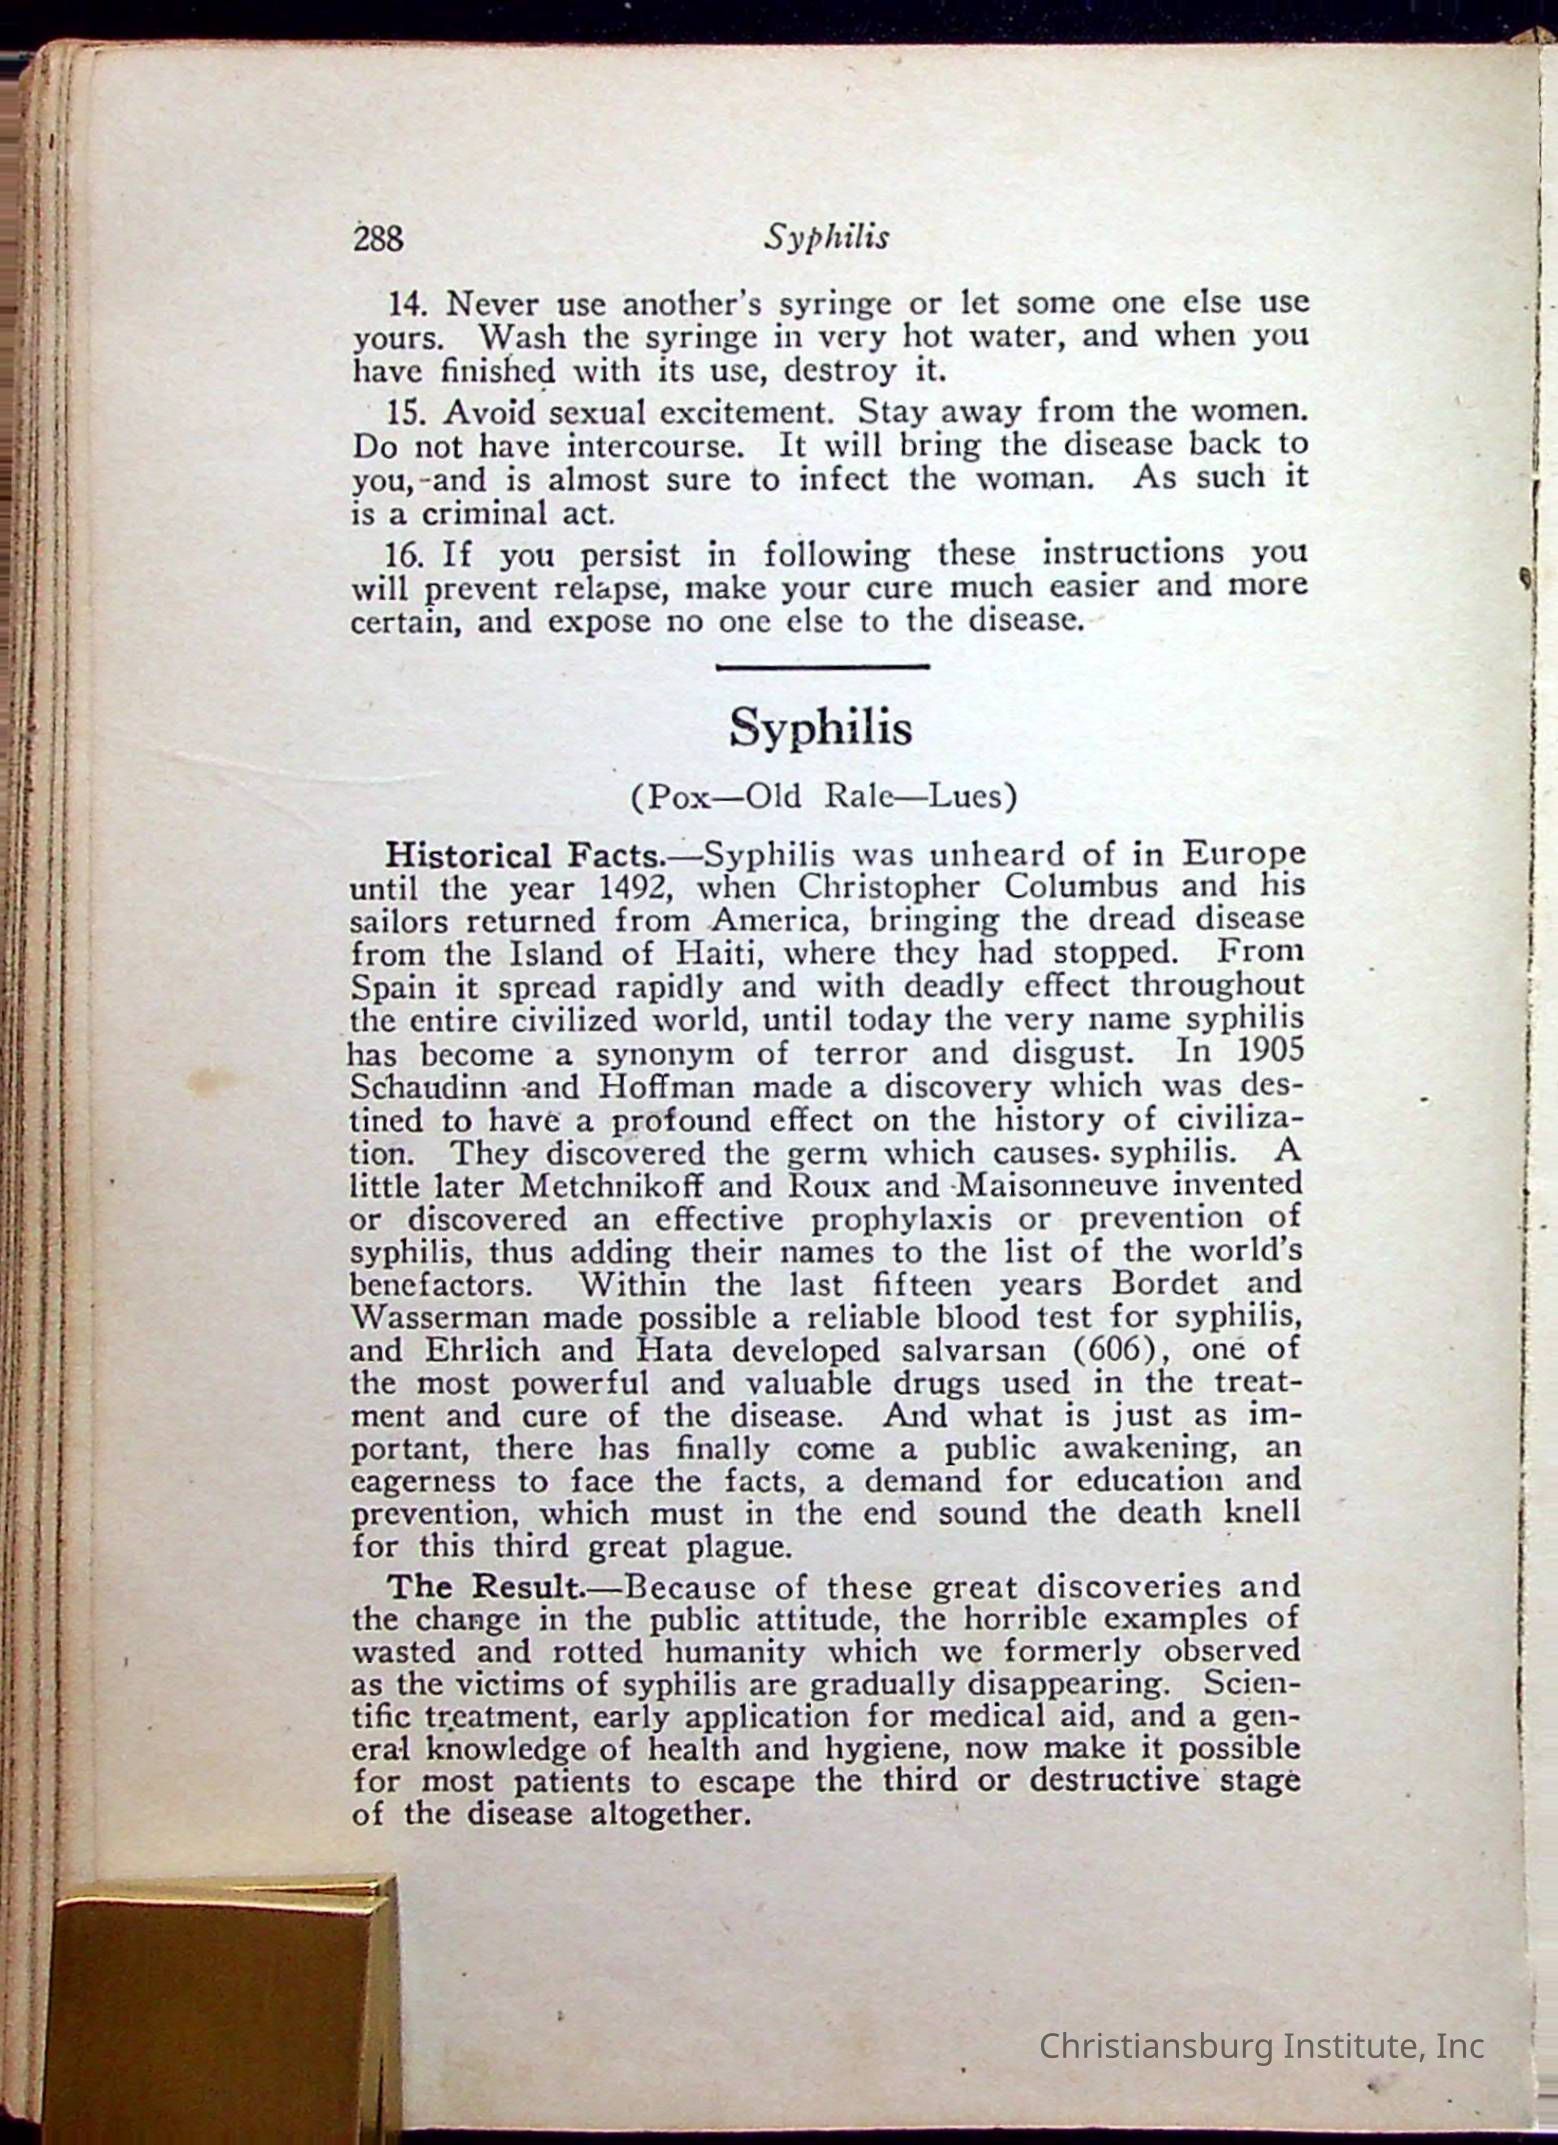 288
Syphilis
14. Never use another's syringe or let some one else use
yours. Wash the syringe in very hot water, and when you
have finished with its use, destroy it.
15. Avoid sexual excitement. Stay away from the women.
Do not have intercourse. It will bring the disease back to
you,-and is almost sure to infect the woman. As such it
is a criminal act.
16. If you persist in following these instructions you
will prevent relapse, make your cure much easier and more
certain, and expose no one else to the disease.
Syphilis
(Pox—Old Rale—Lues)
Historical Facts.—Syphilis was unheard of in Europe
until the year 1492, when Christopher Columbus and his
sailors returned from America, bringing the dread disease
from the Island of Haiti, where they had stopped. From
Spain it spread rapidly and with deadly effect throughout
the entire civilized world, until today the very name syphilis
has become a synonym of terror and disgust. In 1905
Schaudinn and Hoffman made a discovery which was des-
tined to have a profound effect on the history of civiliza-
tion. They discovered the germ which causes syphilis. A
little later Metchnikoff and Roux and Maisonneuve invented
or discovered an effective prophylaxis or prevention of
syphilis, thus adding their names to the list of the world's
benefactors. Within the last fifteen years Bordet and
Wasserman made possible a reliable blood test for syphilis,
and Ehrlich and Hata developed salvarsan (606), one of
the most powerful and valuable drugs used in the treat-
ment and cure of the disease. And what is just as im-
portant, there has finally come a public awakening, an
eagerness to face the facts, a demand for education and
prevention, which must in the end sound the death knell
for this third great plague.
The Result.—Because of these great discoveries and
the change in the public attitude, the horrible examples of
wasted and rotted humanity which we formerly observed
as the victims of syphilis are gradually disappearing. Scien-
tific treatment, early application for medical aid, and a gen-
eral knowledge of health and hygiene, now make it possible
for most patients to escape the third or destructive stage
of the disease altogether.
Christiansburg Institute, Inc